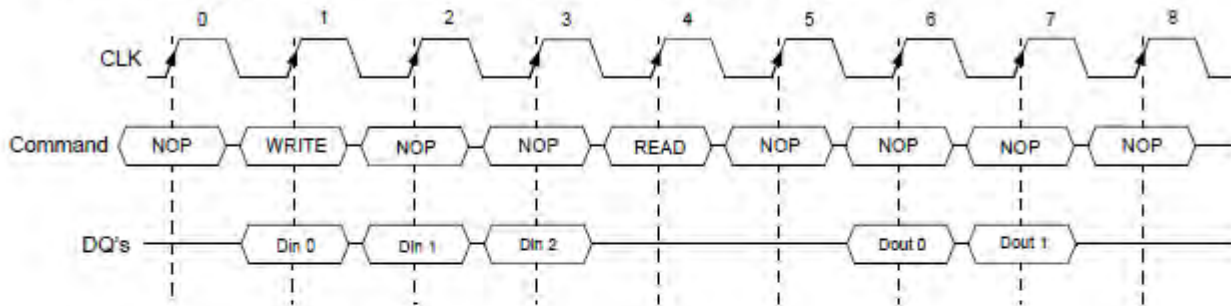 0 1 2 3 4 5 6 7 8
CLK
Command NOP WRITE NOP NOP READ NOP NOP NOP NOP
DQ's Din 0 DIn 1 DIn 2 Dout 0 Dout 1